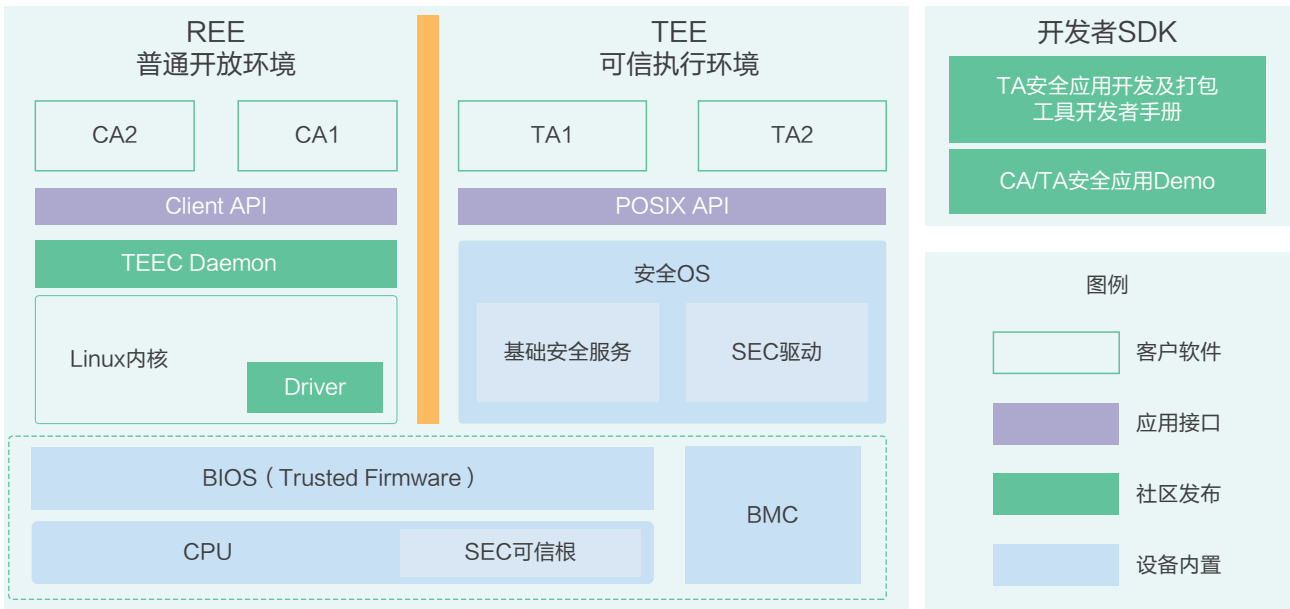 REE
普通开放环境
CA2
CA1
Client API
TEEC Daemon
Linux内核
Driver
TEE
可信执行环境
TA1
TA2
POSIX API
安全OS
基础安全服务
SEC驱动
BIOS（Trusted Firmware）
CPU
SEC可信根
BMC
开发者SDK
TA安全应用开发及打包
工具开发者手册
CA/TA安全应用Demo
图例
客户软件
应用接口
社区发布
设备内置